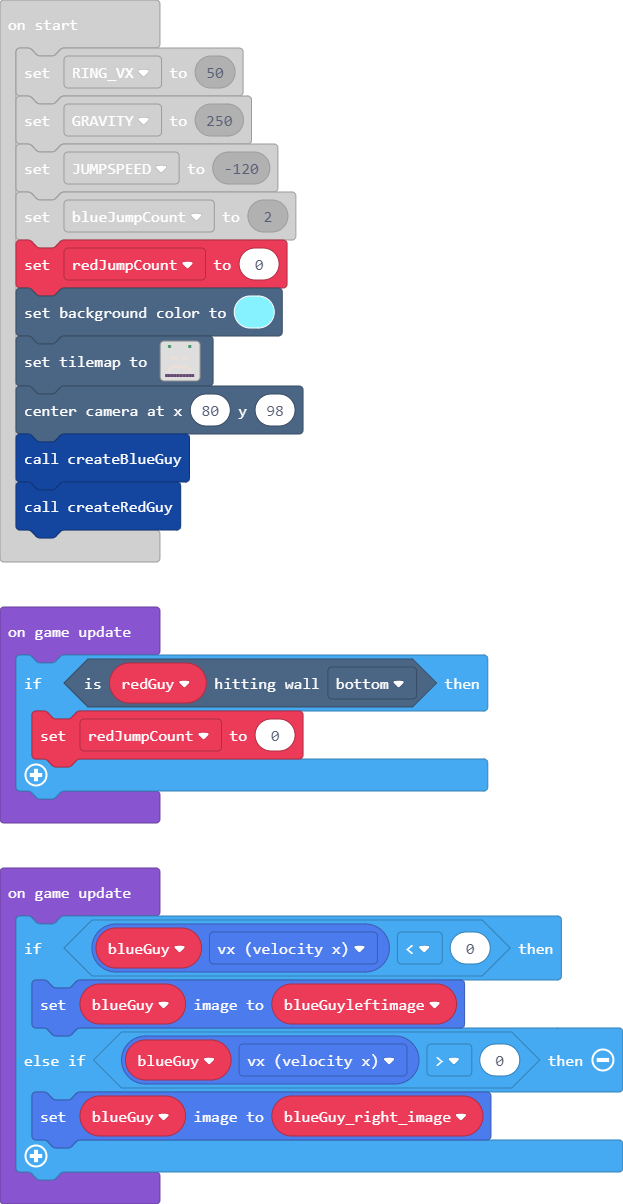 on start
set RING_VX to 50
set GRAVITY to 250
set JUMPSPEED to -120
set blueJumpCount to 2
set redJumpCount to 0
set background color to
set tilemap to
center camera at x 80 y 98
call createBlueGuy
call createRedGuy
on game update
if is redGuy hitting wall bottom then
set redJumpCount to 0
on game update
if blueGuy vx (velocity x) < 0 then
set blueGuy image to blueGuyleftimage
else if blueGuy vx (velocity x) > 0 then
set blueGuy image to blueGuy_right_image